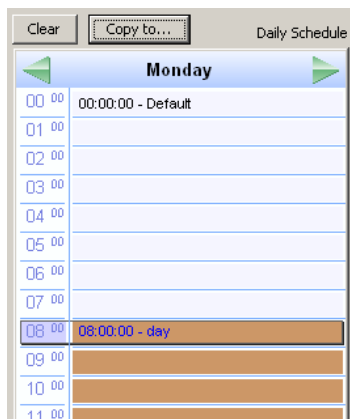 Clear Copy to... Daily Schedule
Monday
00 00 00:00:00 - Default
01 00
02 00
03 00
04 00
05 00
06 00
07 00
08 00 08:00:00 - day
09 00
10 00
11 00